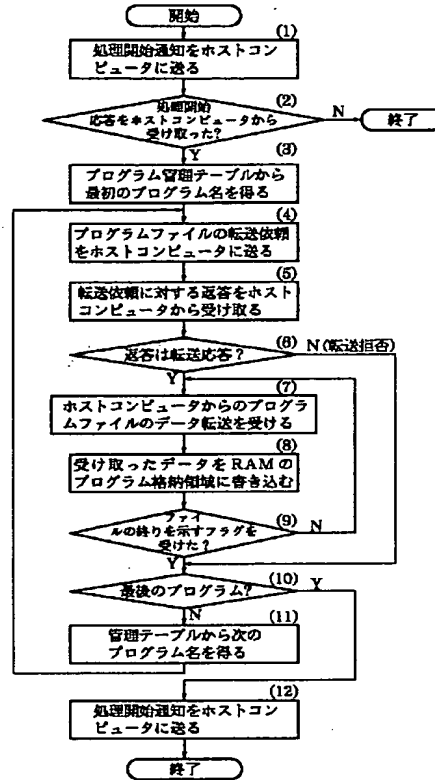 開始
(1)
処理開始通知をホストコン
ピュータに送る
(2)
処理開始
応答をホストコンピュータから
受け取った?
N
終了
Y
(3)
プログラム管理テーブルから
最初のプログラム名を得る
(4)
プログラムファイルの転送依頼
をホストコンピュータに送る
(5)
転送依頼に対する返答をホスト
コンピュータから受け取る
(6)
N(転送拒否)
返答は転送応答?
Y
(7)
ホストコンピュータからのプログラ
ムファイルのデータ転送を受ける
(8)
受け取ったデータをRAMの
プログラム格納領域に書き込む
(9)
ファイ
ルの終りを示すフラグを
受けた?
N
Y
(10)
最後のプログラム?
Y
N
(11)
管理テーブルから次の
プログラム名を得る
(12)
処理開始通知をホストコン
ピュータに送る
終了